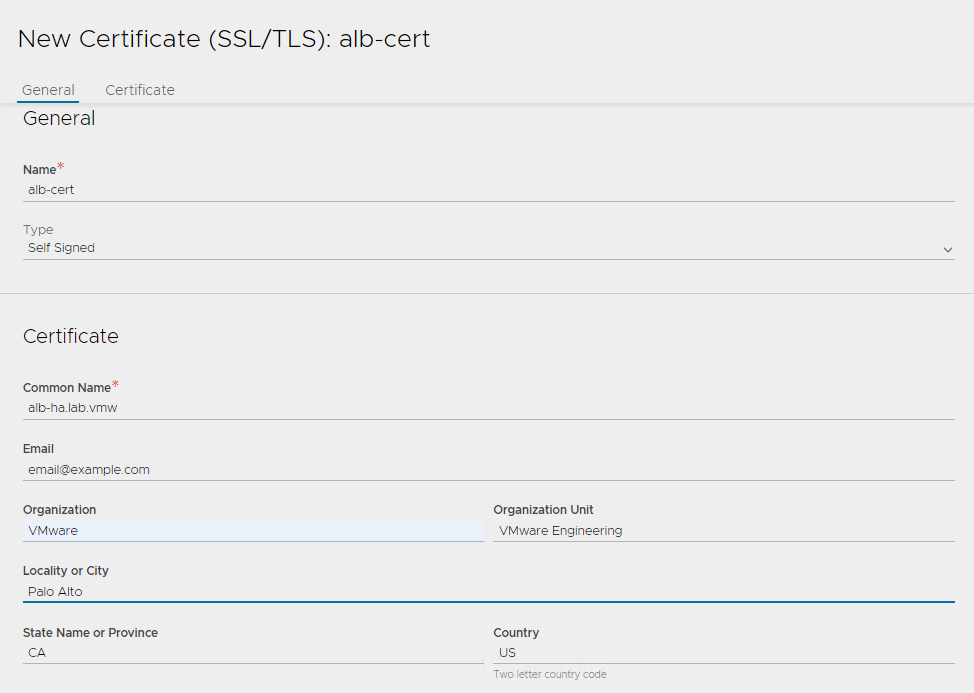 New Certificate (SSL/TLS): alb-cert
General Certificate
General
Name*
alb-cert
Type
Self Signed
Certificate
Common Name*
alb-ha.lab.vmw
Email
email@example.com
Organization Organization Unit
VMware VMware Engineering
Locality or City
Palo Alto
State Name or Province Country
CA US
Two letter country code